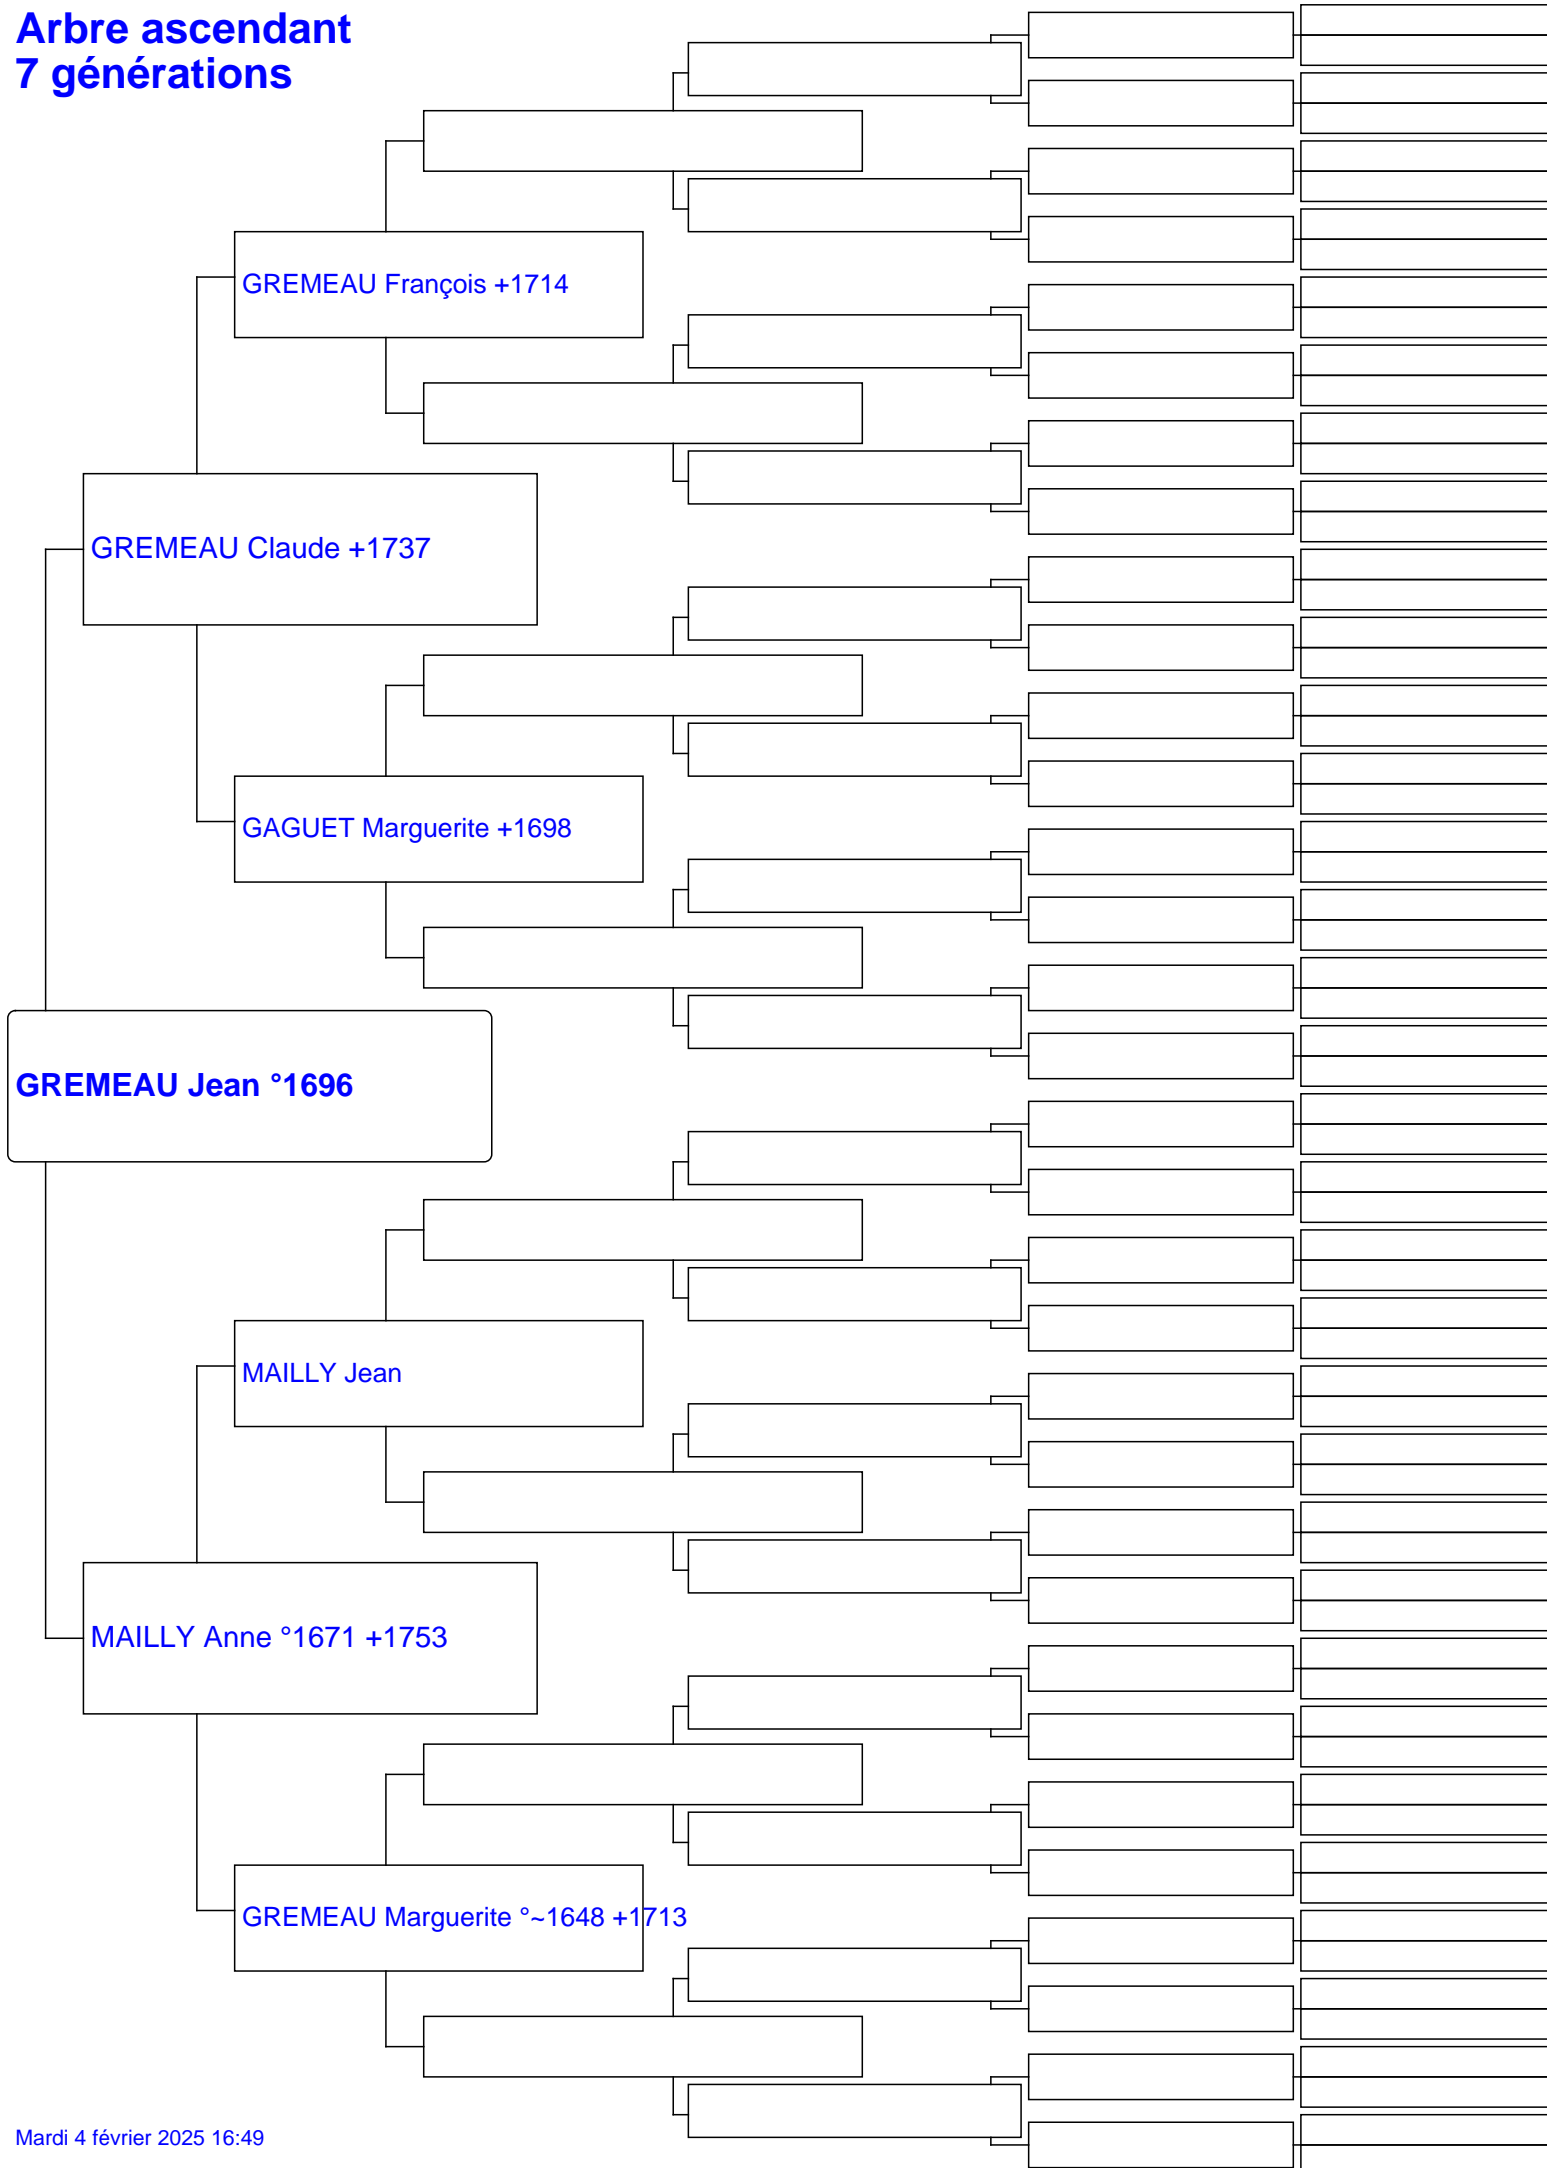 Arbre ascendant
7 générations
GREMEAU François +1714
GREMEAU Claude +1737
GAGUET Marguerite +1698
GREMEAU Jean °1696
MAILLY Jean
MAILLY Anne °1671 +1753
GREMEAU Marguerite °~1648 +1713
Mardi 4 février 2025 16:49